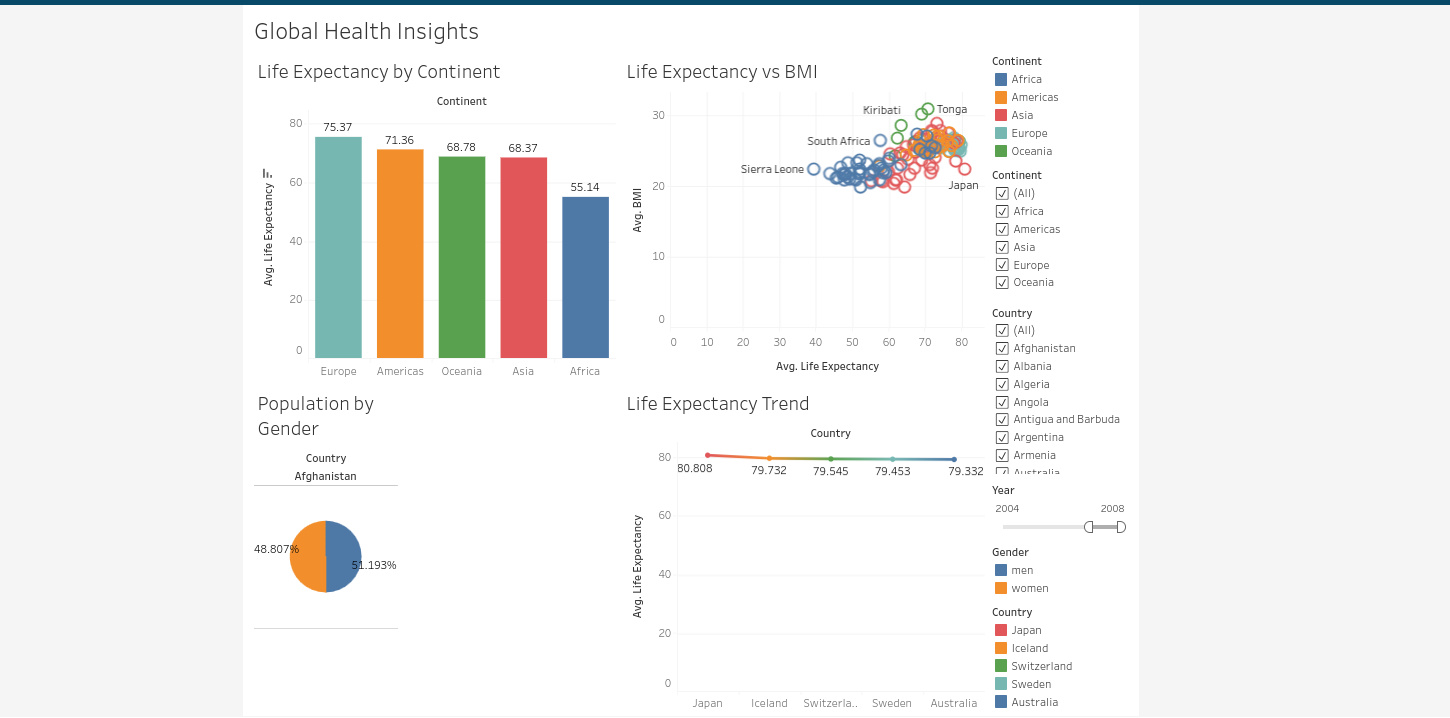 Global Health Insights
Life Expectancy by Continent
Continent
Avg. Life Expectancy
80
60
40
20
0
75.37
71.36
68.78
68.37
55.14
Europe
Americas
Oceania
Asia
Africa
Life Expectancy vs BMI
Avg. BMI
30
20
10
0
Kiribati
Tonga
South Africa
Sierra Leone
Japan
0
10
20
30
40
50
60
70
80
Avg. Life Expectancy
Population by
Gender
Country
Afghanistan
48.807%
51.193%
Life Expectancy Trend
Country
Avg. Life Expectancy
80
60
40
20
0
80.808
79.732
79.545
79.453
79.332
Japan
Iceland
Switzerla..
Sweden
Australia
Continent
Africa
Americas
Asia
Europe
Oceania
Continent
(All)
Africa
Americas
Asia
Europe
Oceania
Country
(All)
Afghanistan
Albania
Algeria
Angola
Antigua and Barbuda
Argentina
Armenia
Australia
Year
2004 2008
Gender
men
women
Country
Japan
Iceland
Switzerland
Sweden
Australia